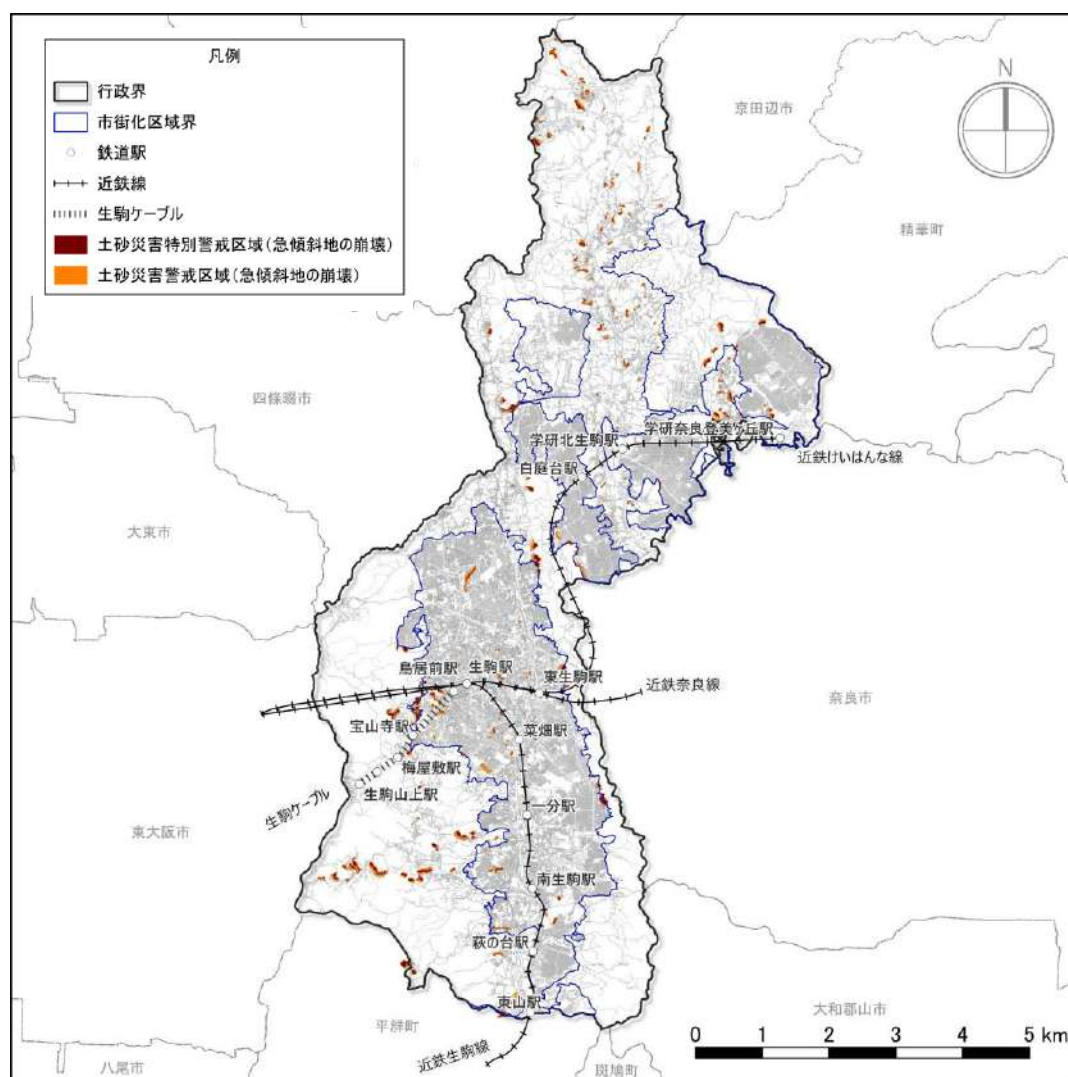 凡例
行政界
市街化区域界
鉄道駅
近鉄線
生駒ケーブル
土砂災害特別警戒区域(急傾斜地の崩壊)
土砂災害警戒区域(急傾斜地の崩壊)
N
京田辺市
精華町
四條畷市
学研北生駒駅
学研奈良登美ヶ丘駅
近鉄けいはんな線
白庭台駅
大東市
鳥居前駅
生駒駅
東生駒駅
近鉄奈良線
奈良市
宝山寺駅
菜畑駅
梅屋敷駅
生駒山上駅
生駒ケーブル
一分駅
東大阪市
南生駒駅
萩の台駅
東山駅
大和郡山市
平群町
0 1 2 3 4 5 km
近鉄生駒線
八尾市
斑鳩町